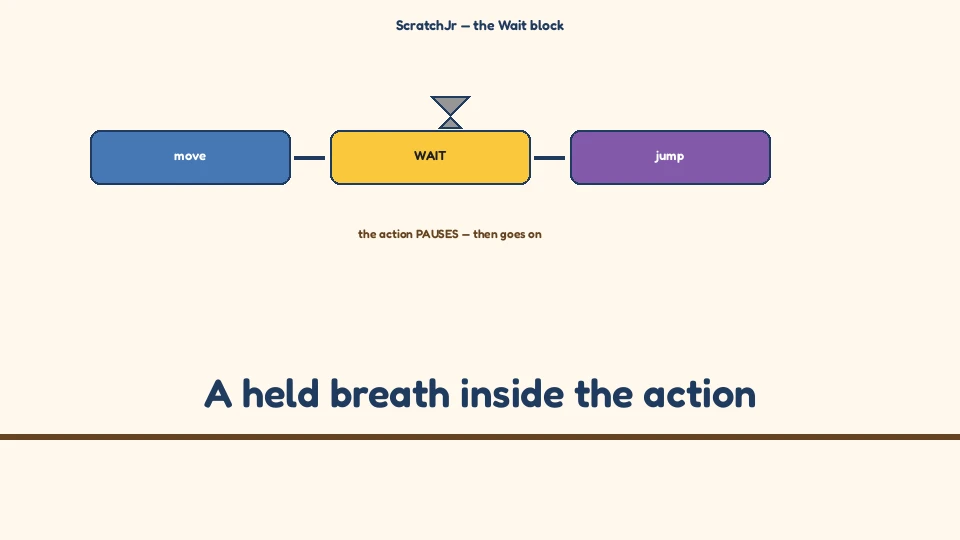 ScratchJr — the Wait block
move
WAIT
jump
the action PAUSES — then goes on
A held breath inside the action